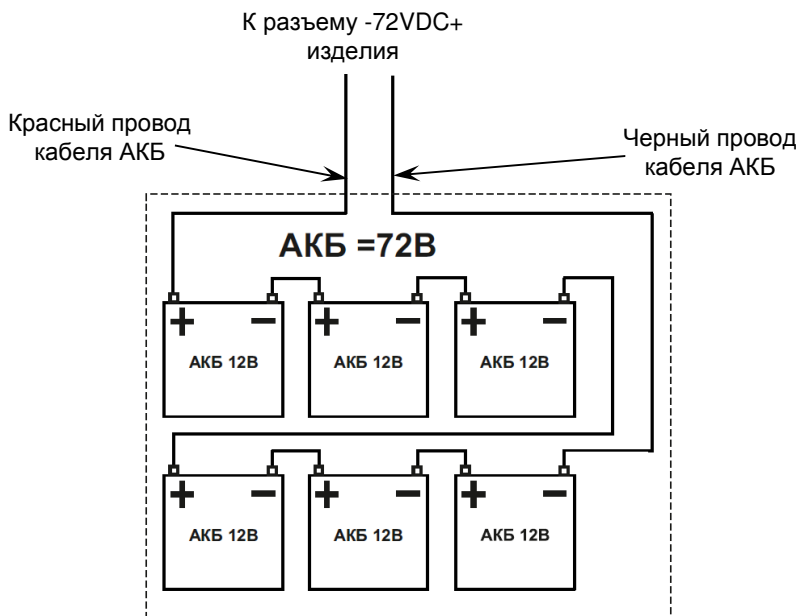 К разъему -72VDC+
изделия
Красный провод
кабеля АКБ
Черный провод
кабеля АКБ
АКБ =72В
+ − + − + −
АКБ 12В АКБ 12В АКБ 12В
+ − + − + −
АКБ 12В АКБ 12В АКБ 12В